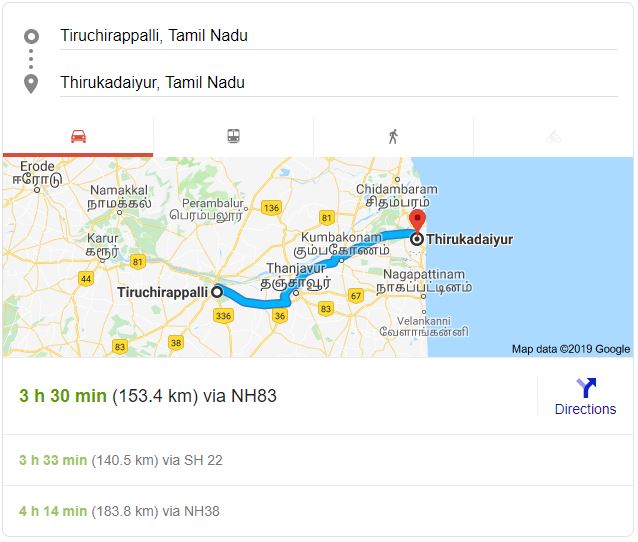 Tiruchirappalli, Tamil Nadu
Thirukadaiyur, Tamil Nadu
Erode
ஈரோடு
Namakkal
நாமக்கல்
Perambalur
பெரம்பலூர்
136
Chidambaram
சிதம்பரம்
81
Karur
கரூர்
81
Kumbakonam
கும்பகோணம்
Thirukadaiyur
44
Thanjavur
தஞ்சாவூர்
Nagapattinam
நாகப்பட்டினம்
Tiruchirappalli
67
336
36
83
38
83
Velankanni
வேளாங்கண்ணி
Map data ©2019 Google
3 h 30 min (153.4 km) via NH83
Directions
3 h 33 min (140.5 km) via SH 22
4 h 14 min (183.8 km) via NH38